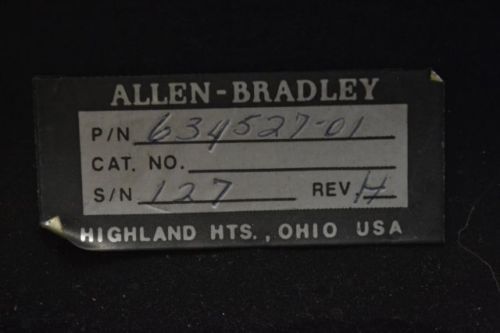 ALLEN-BRADLEY
P/N 634527-01
CAT. NO.
S/N 127 REV. H
HIGHLAND HTS., OHIO USA